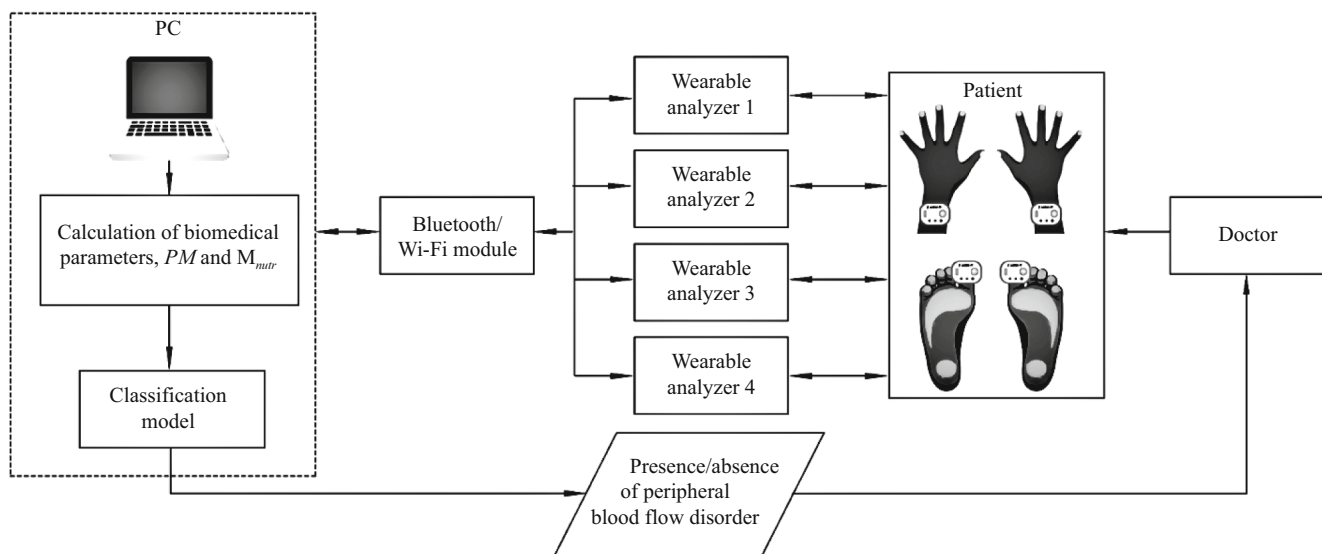 PC
Calculation of biomedical
parameters, PM and Mnutr
Classification
model
Bluetooth/
Wi-Fi module
Wearable
analyzer 1
Wearable
analyzer 2
Wearable
analyzer 3
Wearable
analyzer 4
Patient
Doctor
Presence/absence
of peripheral
blood flow disorder